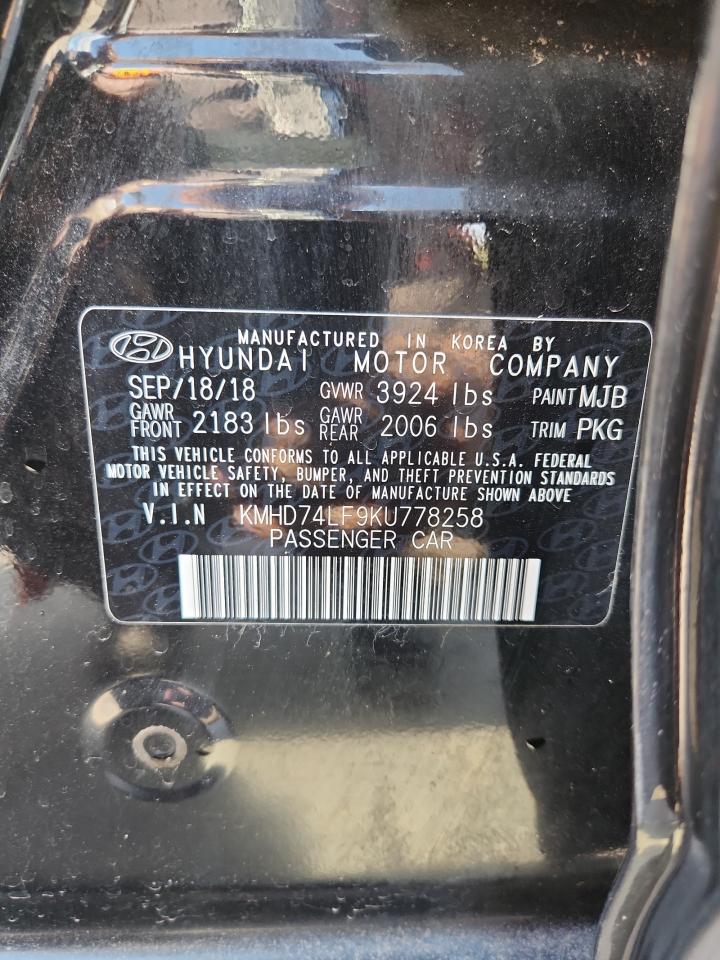 MANUFACTURED IN KOREA BY
HYUNDAI MOTOR COMPANY
SEP/18/18 GVWR 3924 lbs PAINT MJB
GAWR FRONT 2183 lbs GAWR REAR 2006 lbs TRIM PKG
THIS VEHICLE CONFORMS TO ALL APPLICABLE U.S.A. FEDERAL
MOTOR VEHICLE SAFETY, BUMPER, AND THEFT PREVENTION STANDARDS
IN EFFECT ON THE DATE OF MANUFACTURE SHOWN ABOVE
V.I.N KMHD74LF9KU778258
PASSENGER CAR